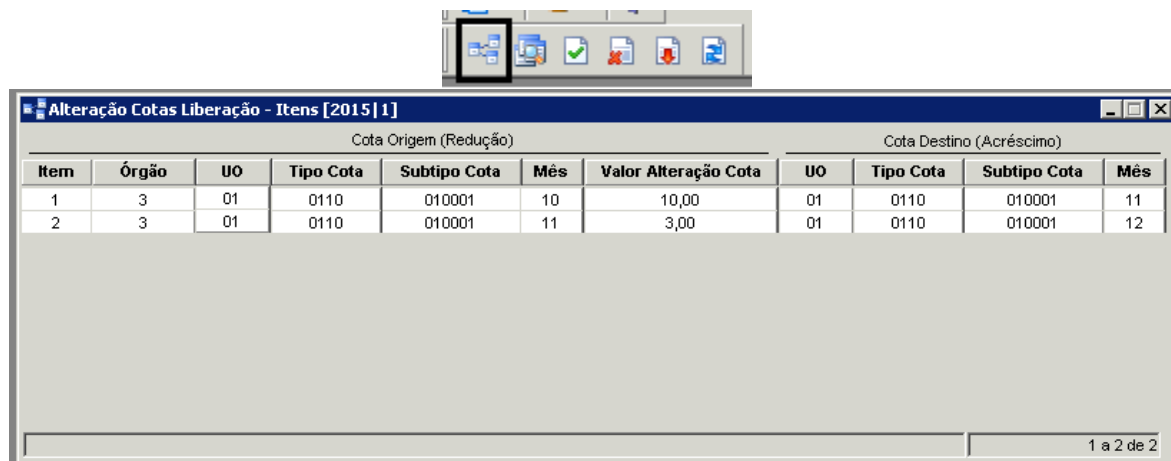 Alteração Cotas Liberação - Itens [2015|1]
Cota Origem (Redução) Cota Destino (Acréscimo)
Item Órgão UO Tipo Cota Subtipo Cota Mês Valor Alteração Cota UO Tipo Cota Subtipo Cota Mês
1 3 01 0110 010001 10 10,00 01 0110 010001 11
2 3 01 0110 010001 11 3,00 01 0110 010001 12
1 a 2 de 2